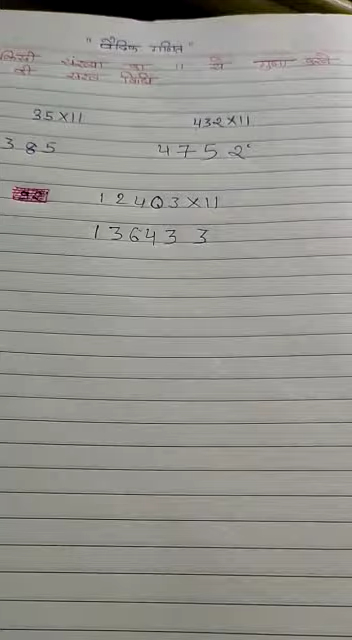 " वैदिक गणित "
किसी संख्या का 11 से गुणा करने
की सरल विधि
35×11 432×11
385 4752
12403×11
136433